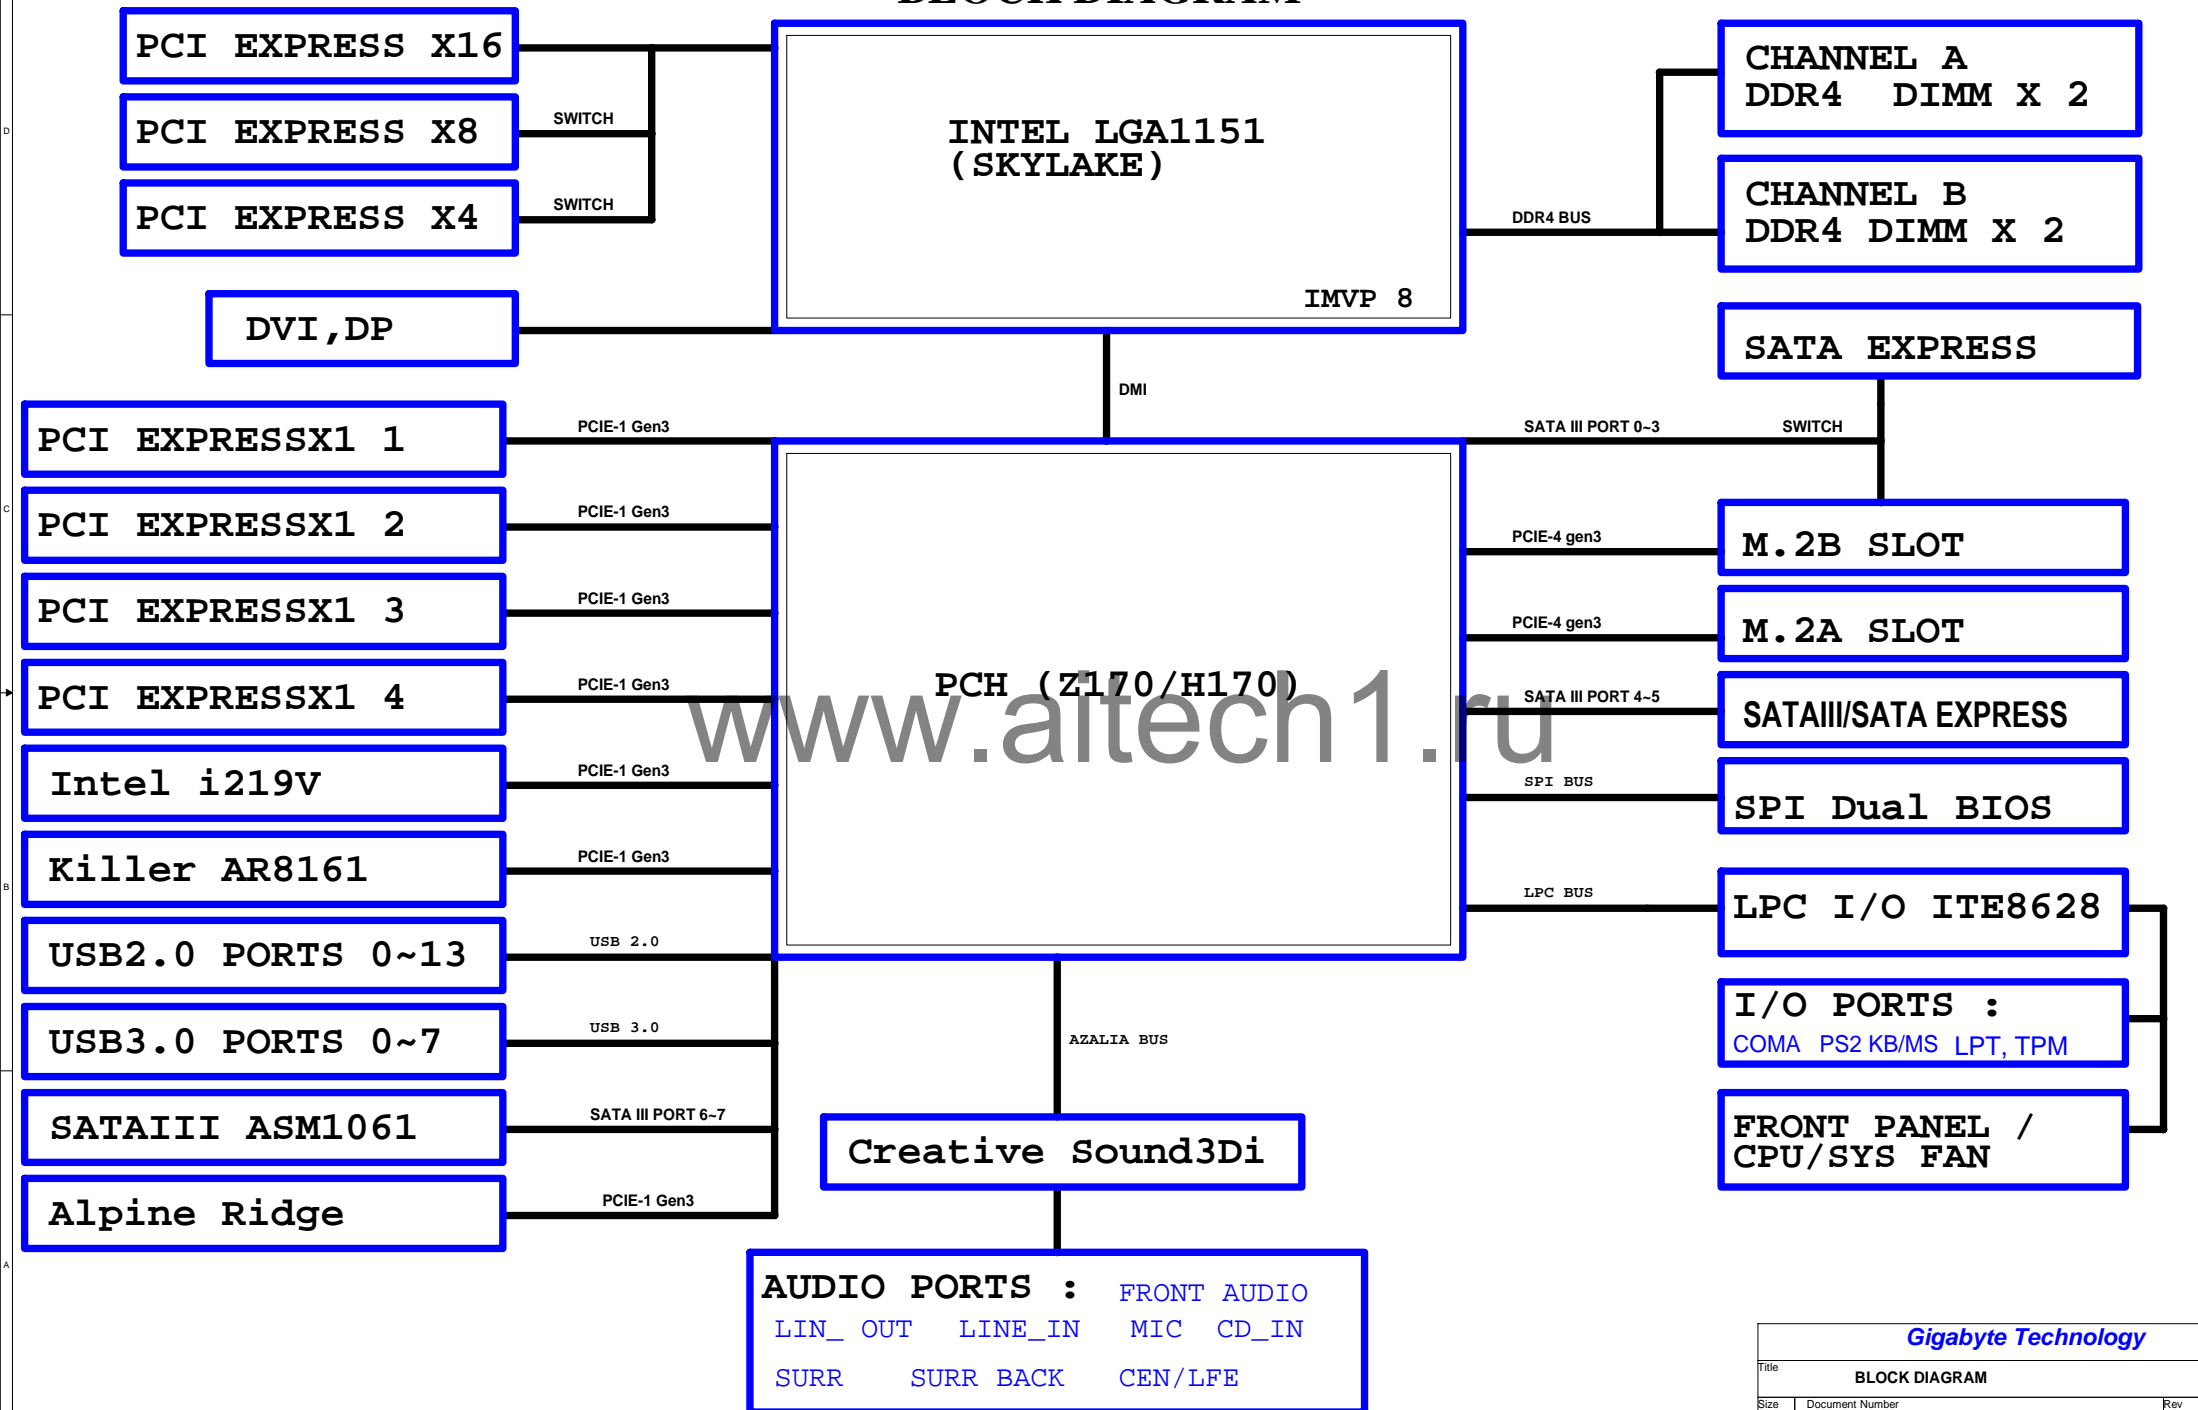 BLOCK DIAGRAM
PCI EXPRESS X16
PCI EXPRESS X8
SWITCH
PCI EXPRESS X4
SWITCH
DVI,DP
INTEL LGA1151
(SKYLAKE)
IMVP 8
DDR4 BUS
CHANNEL A
DDR4 DIMM X 2
CHANNEL B
DDR4 DIMM X 2
SATA EXPRESS
DMI
PCI EXPRESSX1 1
PCIE-1 Gen3
PCI EXPRESSX1 2
PCIE-1 Gen3
PCI EXPRESSX1 3
PCIE-1 Gen3
PCI EXPRESSX1 4
PCIE-1 Gen3
Intel i219V
PCIE-1 Gen3
Killer AR8161
PCIE-1 Gen3
USB2.0 PORTS 0~13
USB 2.0
USB3.0 PORTS 0~7
USB 3.0
SATAIII ASM1061
SATA III PORT 6~7
Alpine Ridge
PCIE-1 Gen3
PCH (Z170/H170)
www.aitech1.ru
SATA III PORT 0~3
SWITCH
PCIE-4 gen3
M.2B SLOT
PCIE-4 gen3
M.2A SLOT
SATA III PORT 4~5
SATAIII/SATA EXPRESS
SPI BUS
SPI Dual BIOS
LPC BUS
LPC I/O ITE8628
I/O PORTS :
COMA PS2 KB/MS LPT, TPM
FRONT PANEL /
CPU/SYS FAN
AZALIA BUS
Creative Sound3Di
AUDIO PORTS : FRONT AUDIO
LIN_ OUT LINE_IN MIC CD_IN
SURR SURR BACK CEN/LFE
Gigabyte Technology
Title
BLOCK DIAGRAM
Size Document Number Rev
D
C
B
A